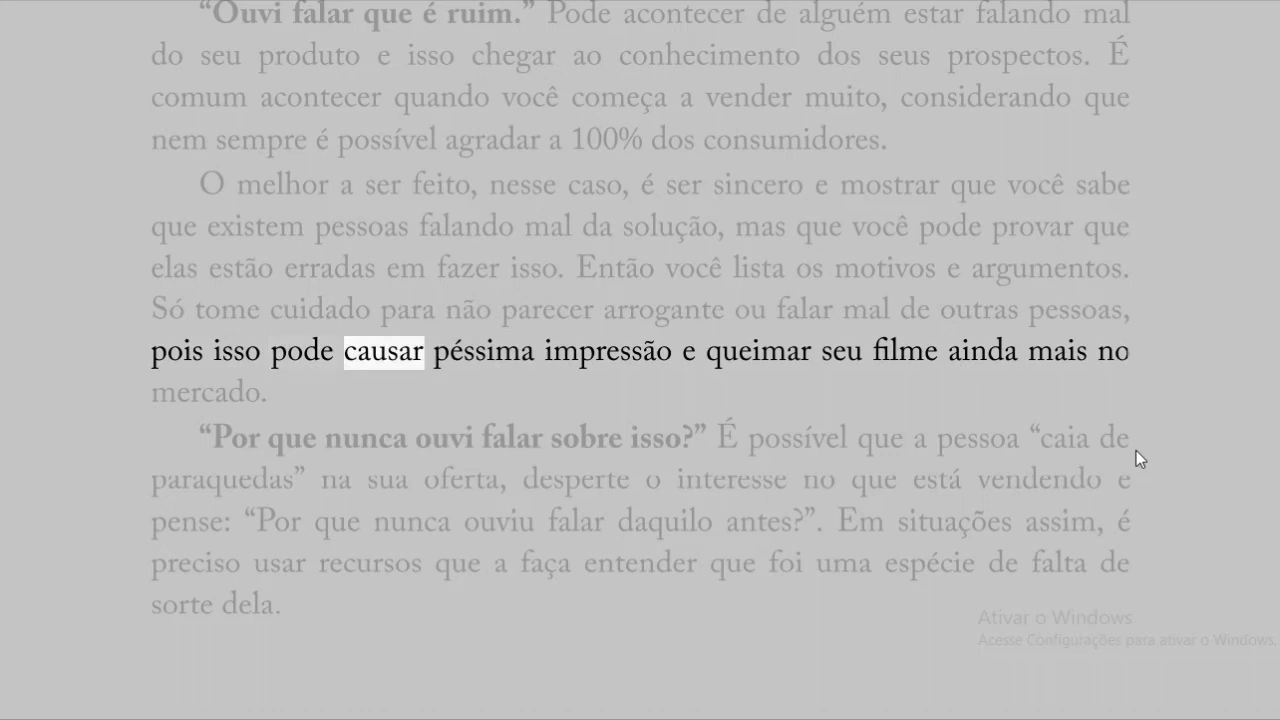 “Ouvi falar que é ruim.” Pode acontecer de alguém estar falando mal
do seu produto e isso chegar ao conhecimento dos seus prospectos. É
comum acontecer quando você começa a vender muito, considerando que
nem sempre é possível agradar a 100% dos consumidores.
O melhor a ser feito, nesse caso, é ser sincero e mostrar que você sabe
que existem pessoas falando mal da solução, mas que você pode provar que
elas estão erradas em fazer isso. Então você lista os motivos e argumentos.
Só tome cuidado para não parecer arrogante ou falar mal de outras pessoas,
pois isso pode causar péssima impressão e queimar seu filme ainda mais no
mercado.
“Por que nunca ouvi falar sobre isso?” É possível que a pessoa “caia de
paraquedas” na sua oferta, desperte o interesse no que está vendendo e
pense: “Por que nunca ouviu falar daquilo antes?”. Em situações assim, é
preciso usar recursos que a faça entender que foi uma espécie de falta de
sorte dela.
Ativar o Windows
Acesse Configurações para ativar o Windows.